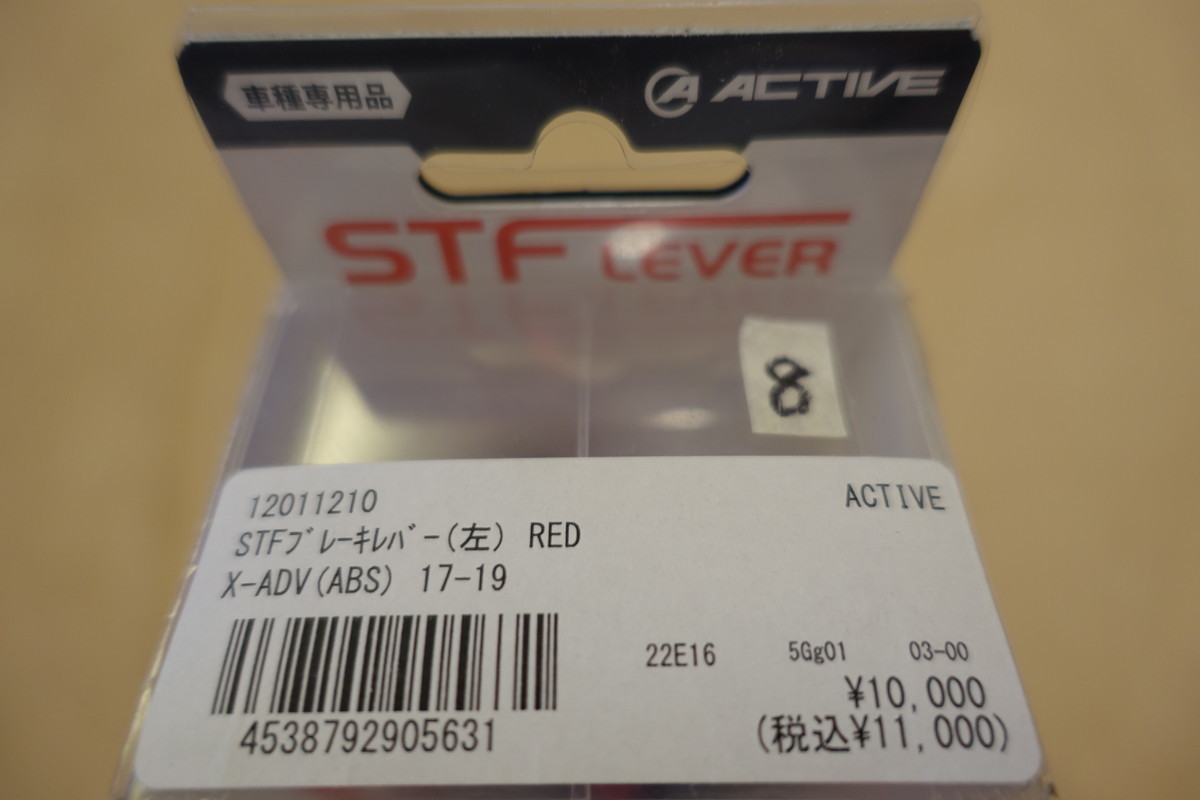 車種専用品
ACTIVE
STF LEVER
8
12011210
ACTIVE
STFブレーキレバー(左) RED
X-ADV(ABS) 17-19
22E16 5Gg01 03-00
¥10,000
4538792905631
(税込¥11,000)